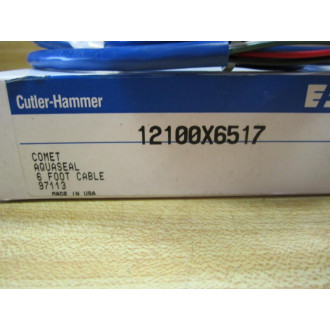 Cutler-Hammer
12100X6517
COMET
AQUASEAL
6 FOOT CABLE
97113
MADE IN USA